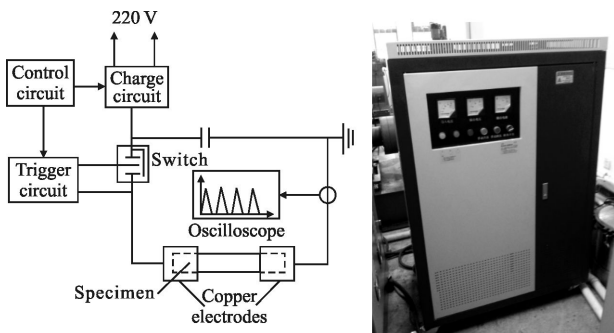 220 V
Control
circuit
Charge
circuit
Trigger
circuit
Switch
Oscilloscope
Specimen
Copper
electrodes